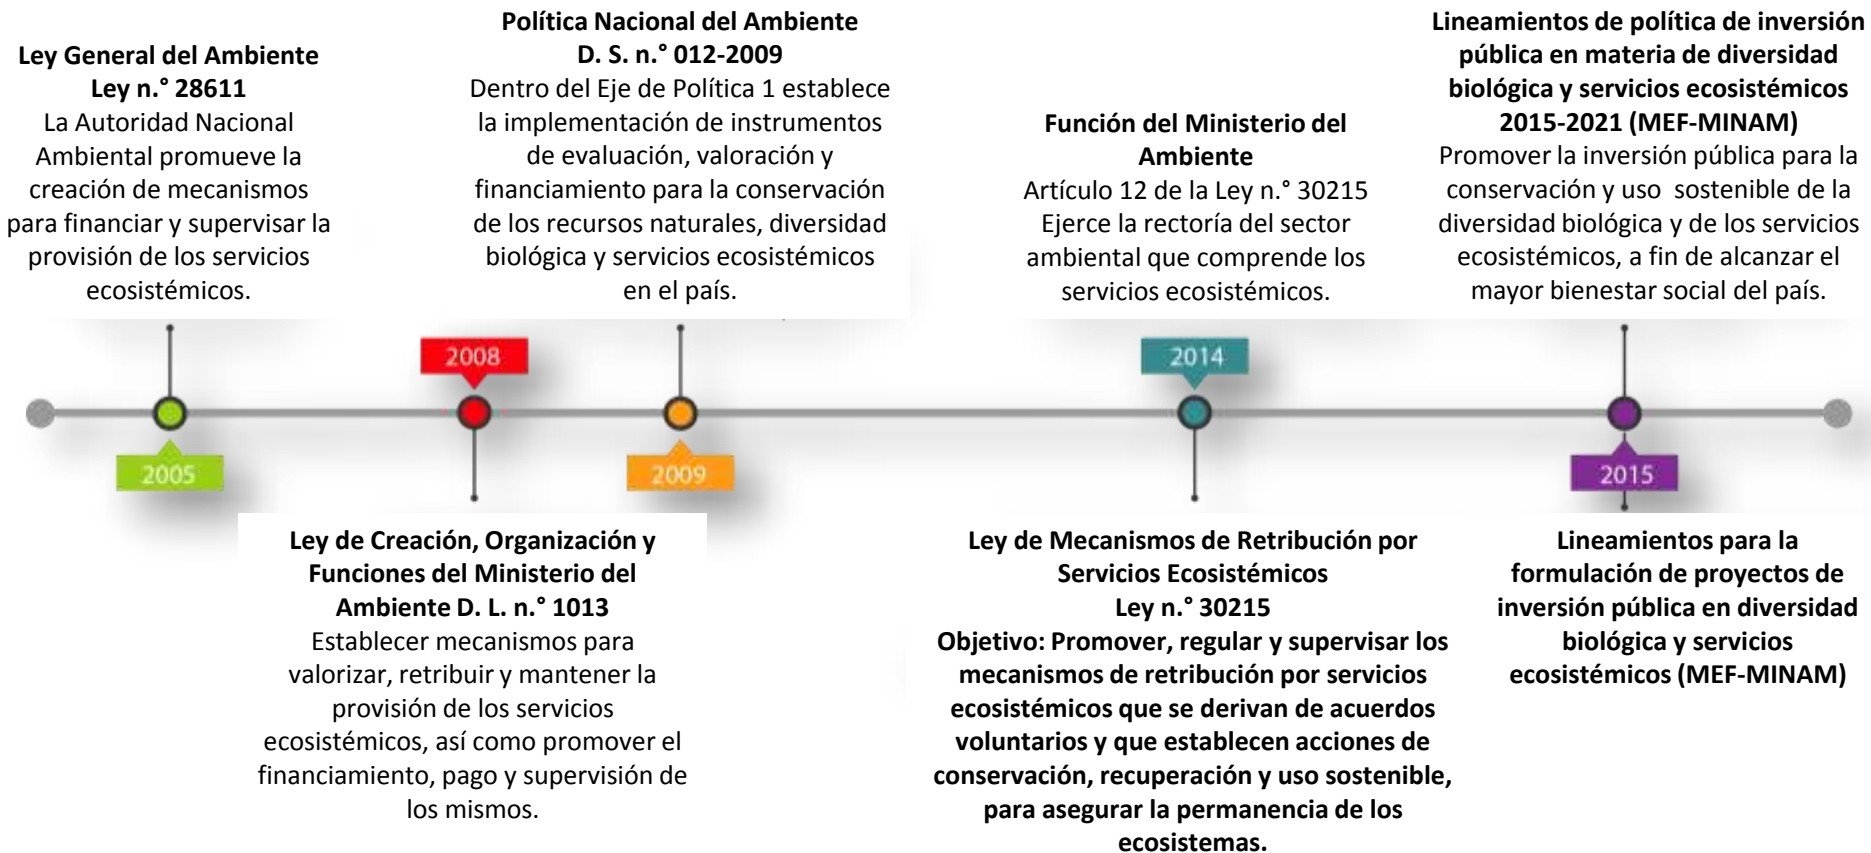 Ley General del Ambiente
Ley n.° 28611
La Autoridad Nacional
Ambiental promueve la
creación de mecanismos
para financiar y supervisar la
provisión de los servicios
ecosistémicos.
Política Nacional del Ambiente
D. S. n.° 012-2009
Dentro del Eje de Política 1 establece
la implementación de instrumentos
de evaluación, valoración y
financiamiento para la conservación
de los recursos naturales, diversidad
biológica y servicios ecosistémicos
en el país.
Función del Ministerio del
Ambiente
Artículo 12 de la Ley n.° 30215
Ejerce la rectoría del sector
ambiental que comprende los
servicios ecosistémicos.
Lineamientos de política de inversión
pública en materia de diversidad
biológica y servicios ecosistémicos
2015-2021 (MEF-MINAM)
Promover la inversión pública para la
conservación y uso sostenible de la
diversidad biológica y de los servicios
ecosistémicos, a fin de alcanzar el
mayor bienestar social del país.
2005
2008
2009
2014
2015
Ley de Creación, Organización y
Funciones del Ministerio del
Ambiente D. L. n.° 1013
Establecer mecanismos para
valorizar, retribuir y mantener la
provisión de los servicios
ecosistémicos, así como promover el
financiamiento, pago y supervisión de
los mismos.
Ley de Mecanismos de Retribución por
Servicios Ecosistémicos
Ley n.° 30215
Objetivo: Promover, regular y supervisar los
mecanismos de retribución por servicios
ecosistémicos que se derivan de acuerdos
voluntarios y que establecen acciones de
conservación, recuperación y uso sostenible,
para asegurar la permanencia de los
ecosistemas.
Lineamientos para la
formulación de proyectos de
inversión pública en diversidad
biológica y servicios
ecosistémicos (MEF-MINAM)